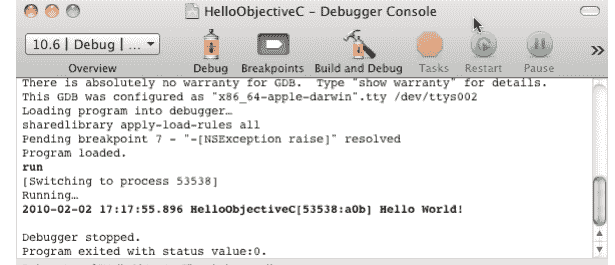 HelloObjectiveC – Debugger Console
10.6 | Debug | ...
Overview
Debug
Breakpoints
Build and Debug
Tasks
Restart
Pause
There is absolutely no warranty for GDB.  Type "show warranty" for details.
This GDB was configured as "x86_64-apple-darwin".tty /dev/ttys002
Loading program into debugger…
sharedlibrary apply-load-rules all
Pending breakpoint 7 - "-[NSException raise]" resolved
Program loaded.
run
[Switching to process 53538]
Running…
2010-02-02 17:17:55.896 HelloObjectiveC[53538:a0b] Hello World!
Debugger stopped.
Program exited with status value:0.